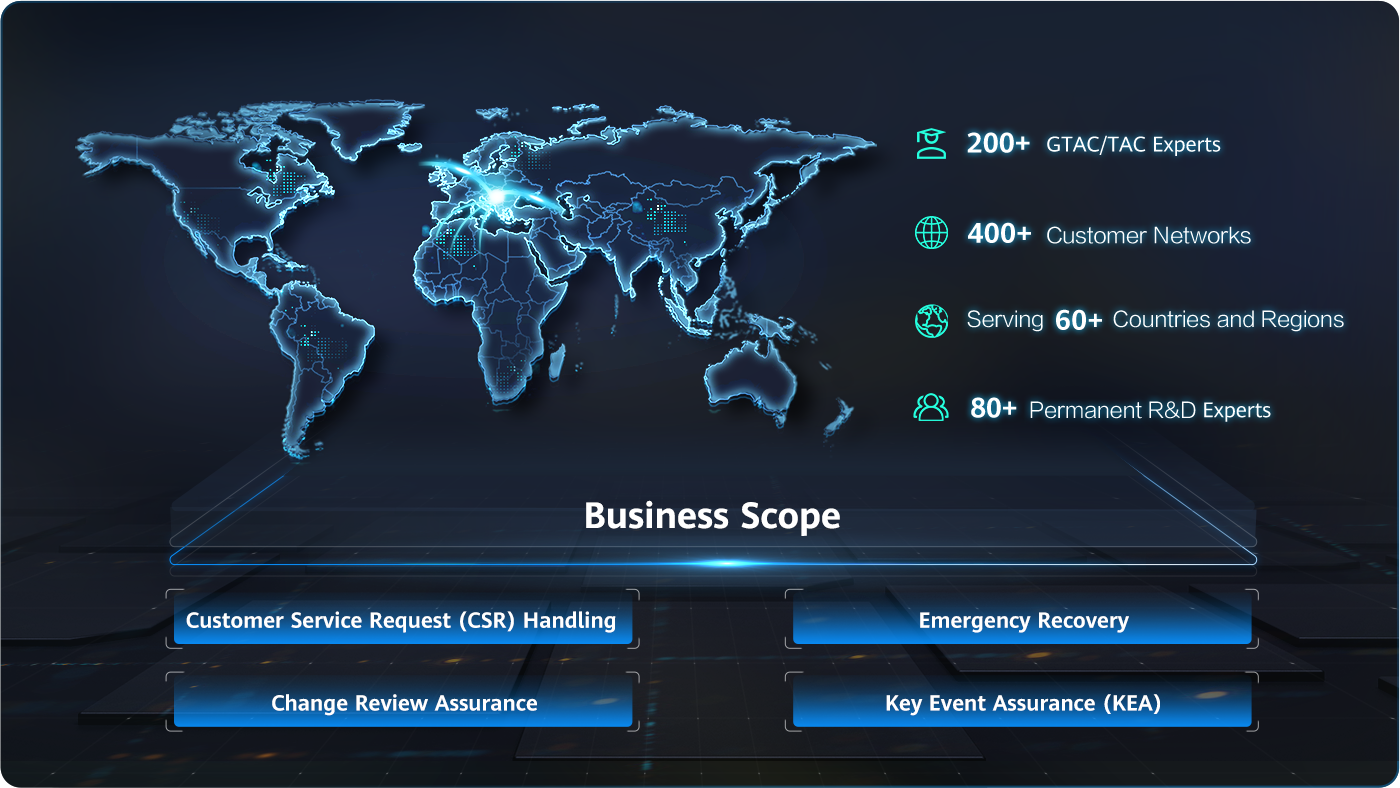 200+ GTAC/TAC Experts
400+ Customer Networks
Serving 60+ Countries and Regions
80+ Permanent R&D Experts
Business Scope
Customer Service Request (CSR) Handling
Emergency Recovery
Change Review Assurance
Key Event Assurance (KEA)